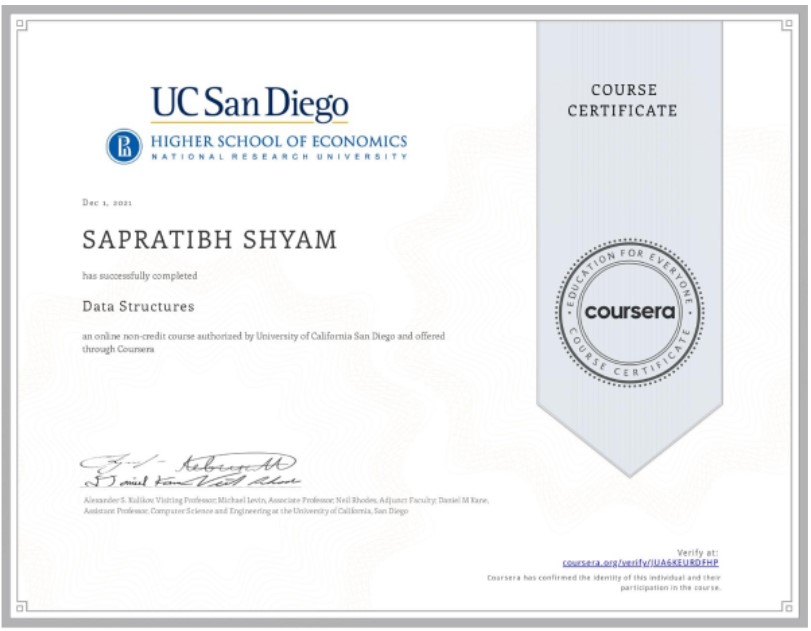 UC San Diego
HIGHER SCHOOL OF ECONOMICS
NATIONAL RESEARCH UNIVERSITY
COURSE
CERTIFICATE
Dec 1, 2021
SAPRATIBH SHYAM
has successfully completed
Data Structures
an online non-credit course authorized by University of California San Diego and offered
through Coursera
EDUCATION FOR EVERYONE
coursera
COURSE CERTIFICATE
Alexander S. Kulikov, Visiting Professor; Michael Levin, Associate Professor; Neil Rhodes, Adjunct Faculty; Daniel M Kane,
Assistant Professor; Computer Science and Engineering at the University of California, San Diego
Verify at:
coursera.org/verify/JUA6KEURDFHP
Coursera has confirmed the identity of this individual and their
participation in the course.